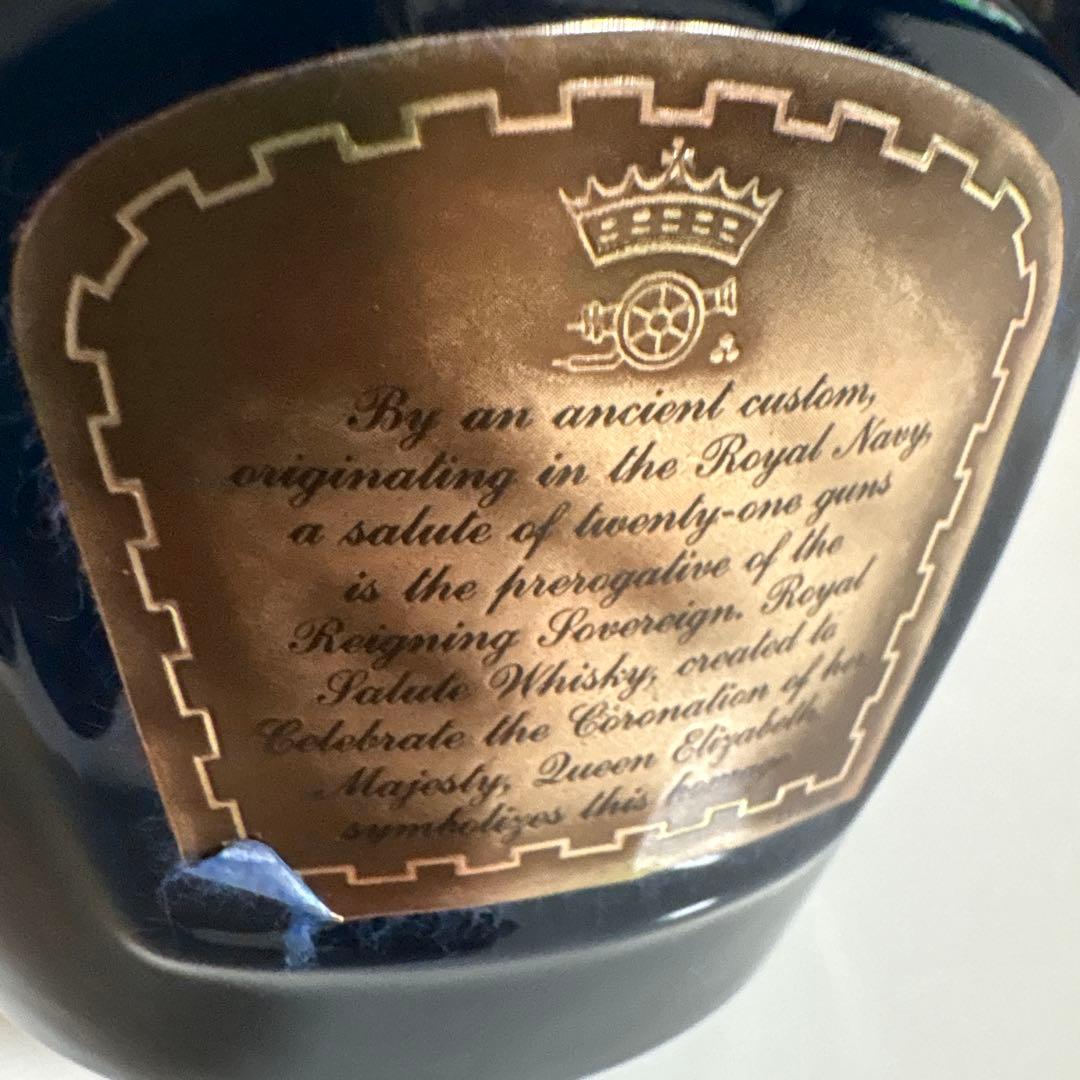 By an ancient custom,
originating in the Royal Navy,
a salute of twenty-one guns
is the prerogative of the
Reigning Sovereign. Royal
Salute Whisky, created to
Celebrate the Coronation of her
Majesty, Queen Elizabeth,
symbolizes this homage